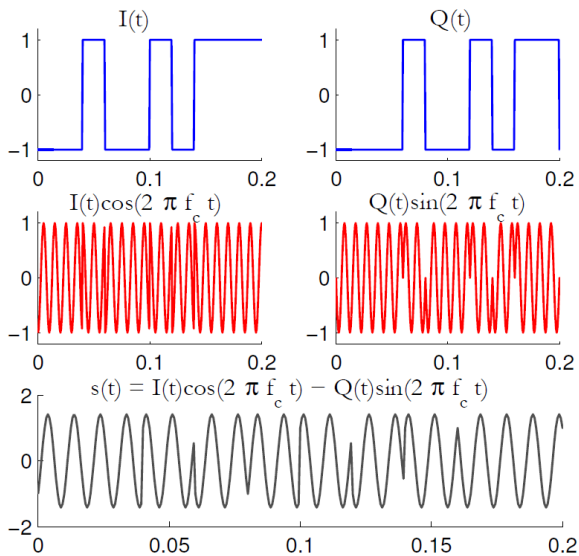 I(t) Q(t)
1 1
0 0
−1 −1
0 0.1 0.2 0 0.1 0.2
I(t)cos(2 π f_c t) Q(t)sin(2 π f_c t)
1 1
0 0
−1 −1
0 0.1 0.2 0 0.1 0.2
s(t) = I(t)cos(2 π f_c t) − Q(t)sin(2 π f_c t)
2
0
−2
0 0.05 0.1 0.15 0.2